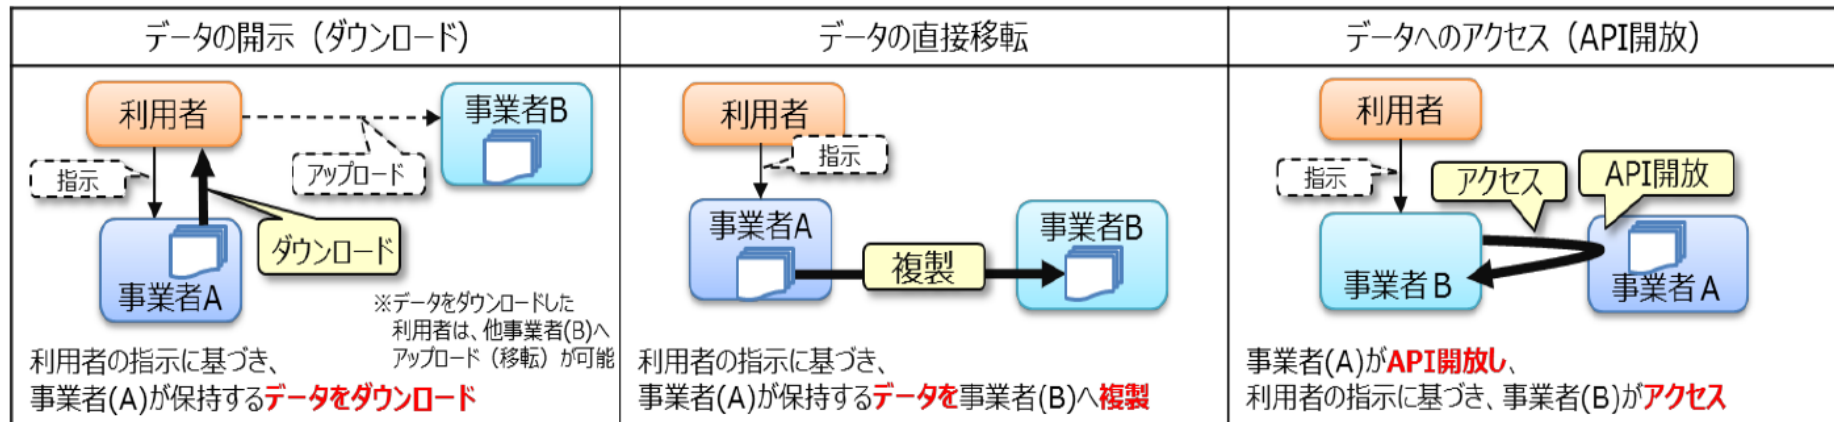 データの開示（ダウンロード）
利用者
事業者B
指示
アップロード
ダウンロード
事業者A
※データをダウンロードした
利用者は、他事業者(B)へ
アップロード（移転）が可能
利用者の指示に基づき、
事業者(A)が保持するデータをダウンロード
データの直接移転
利用者
指示
事業者A
複製
事業者B
利用者の指示に基づき、
事業者(A)が保持するデータを事業者(B)へ複製
データへのアクセス（API開放）
利用者
指示
アクセス
API開放
事業者B
事業者A
事業者(A)がAPI開放し、
利用者の指示に基づき、事業者(B)がアクセス